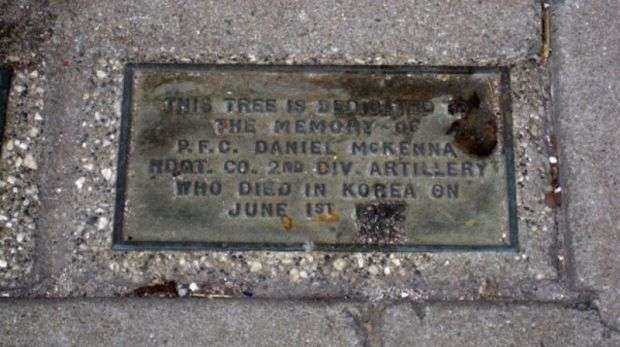 THIS TREE IS DEDICATED TO
THE MEMORY OF
P.F.C. DANIEL McKENNA
HDQT. CO. 2ND DIV. ARTILLERY
WHO DIED IN KOREA ON
JUNE 1ST